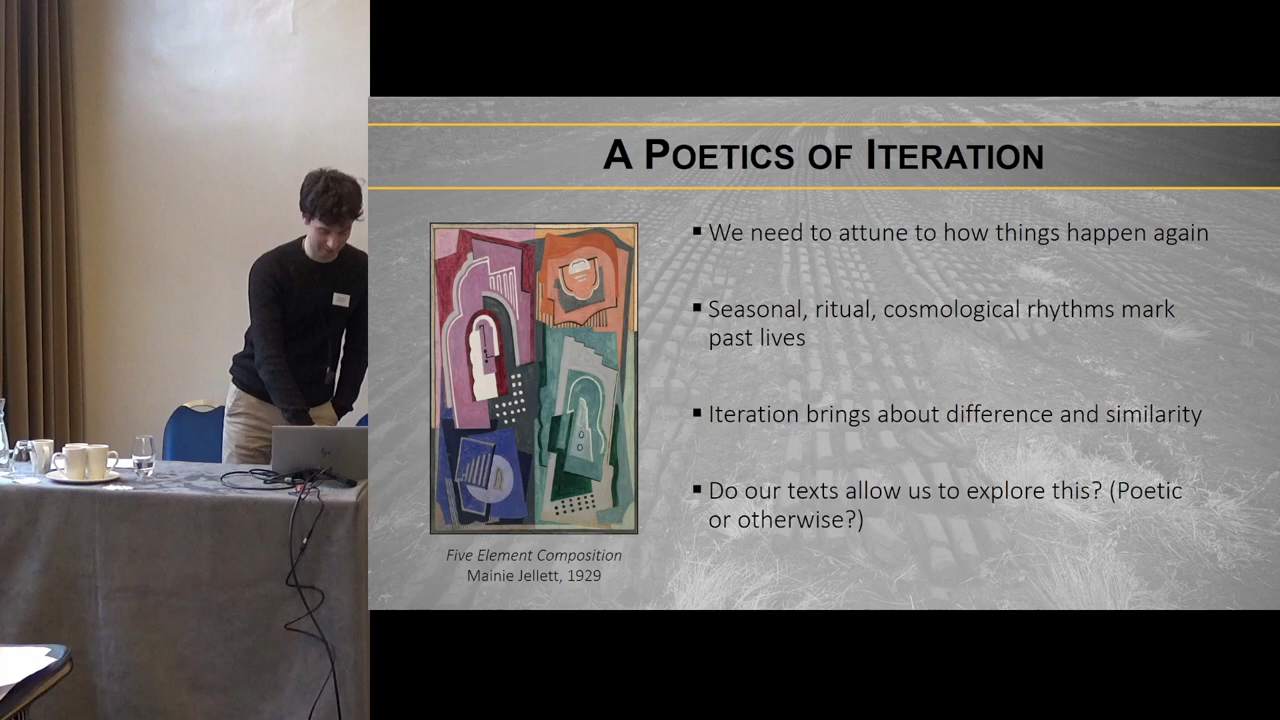 A POETICS OF ITERATION
▪ We need to attune to how things happen again
▪ Seasonal, ritual, cosmological rhythms mark
past lives
▪ Iteration brings about difference and similarity
▪ Do our texts allow us to explore this? (Poetic
or otherwise?)
Five Element Composition
Mainie Jellett, 1929
hp